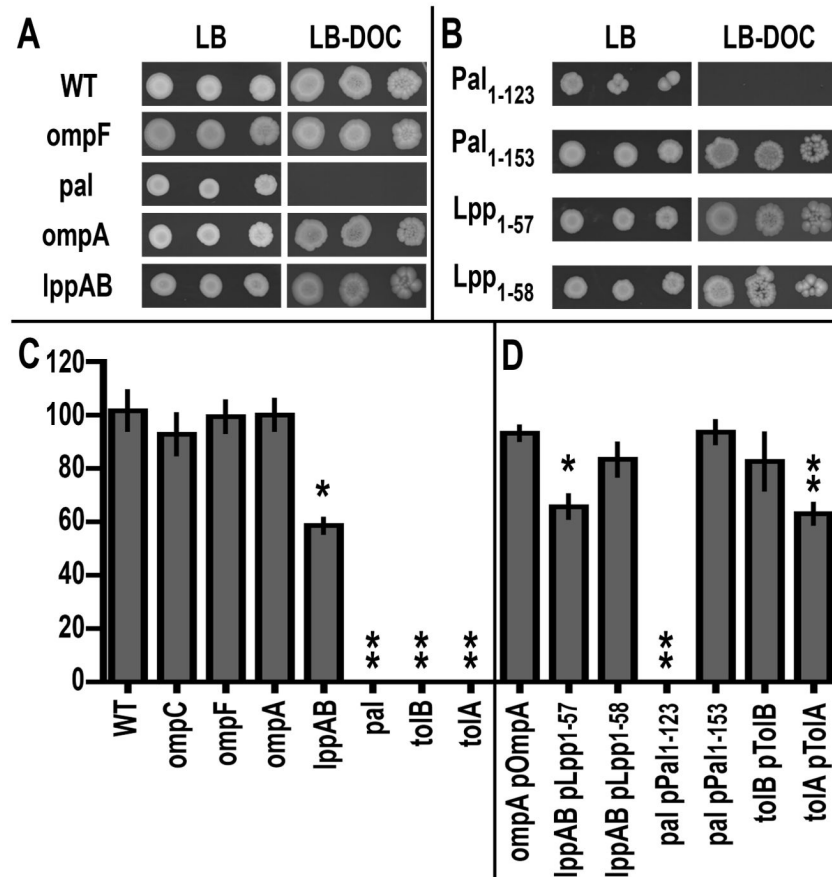 A
LB
LB-DOC
WT
ompF
pal
ompA
lppAB
B
LB
LB-DOC
Pal1-123
Pal1-153
Lpp1-57
Lpp1-58
C
120
100
80
60
40
20
0
*
**
**
**
WT
ompC
ompF
ompA
lppAB
pal
tolB
tolA
D
*
**
**
ompA pOmpA
lppAB pLpp1-57
lppAB pLpp1-58
pal pPal1-123
pal pPal1-153
tolB pTolB
tolA pTolA